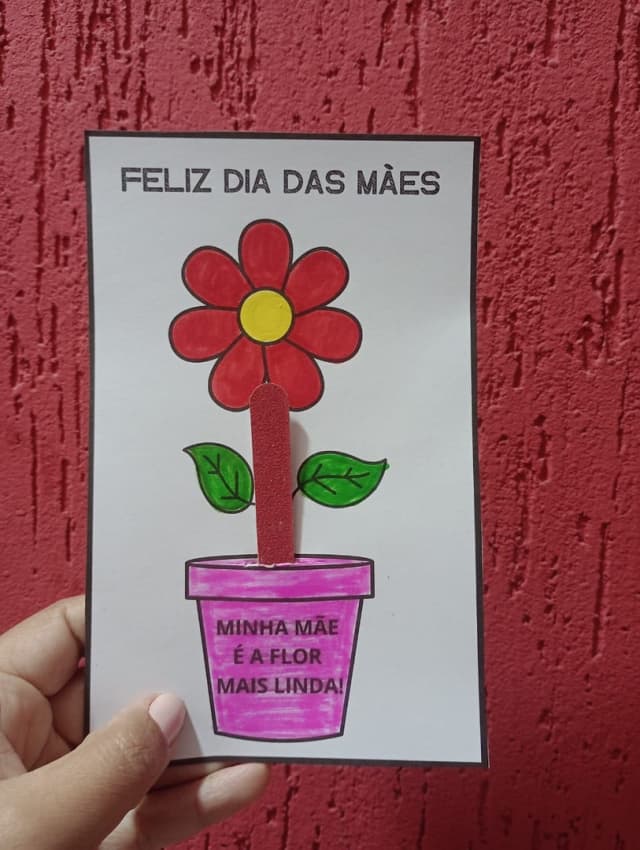 FELIZ DIA DAS MÀES
MINHA MÃE
É A FLOR
MAIS LINDA!